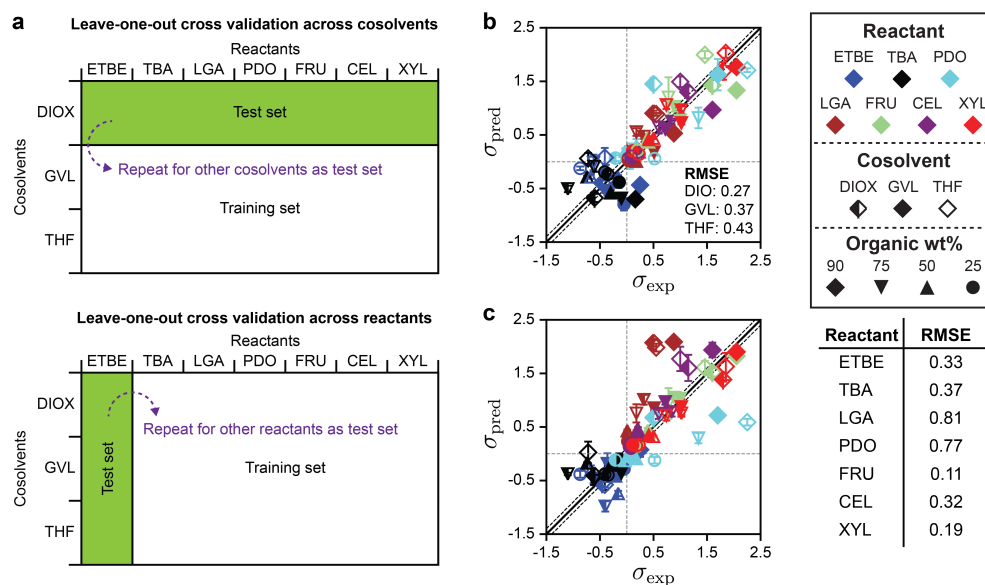 a
Leave-one-out cross validation across cosolvents
Reactants
ETBE TBA LGA PDO FRU CEL XYL
Cosolvents
DIOX
GVL
THF
Test set
Repeat for other cosolvents as test set
Training set
Leave-one-out cross validation across reactants
Reactants
ETBE TBA LGA PDO FRU CEL XYL
Cosolvents
DIOX
GVL
THF
Test set
Repeat for other reactants as test set
Training set
b
σpred
2.5
1.5
0.5
-0.5
-1.5
RMSE
DIO: 0.27
GVL: 0.37
THF: 0.43
-1.5 -0.5 0.5 1.5 2.5
σexp
c
σpred
2.5
1.5
0.5
-0.5
-1.5
-1.5 -0.5 0.5 1.5 2.5
σexp
Reactant
ETBE TBA PDO
LGA FRU CEL XYL
Cosolvent
DIOX GVL THF
Organic wt%
90 75 50 25
Reactant RMSE
ETBE 0.33
TBA 0.37
LGA 0.81
PDO 0.77
FRU 0.11
CEL 0.32
XYL 0.19